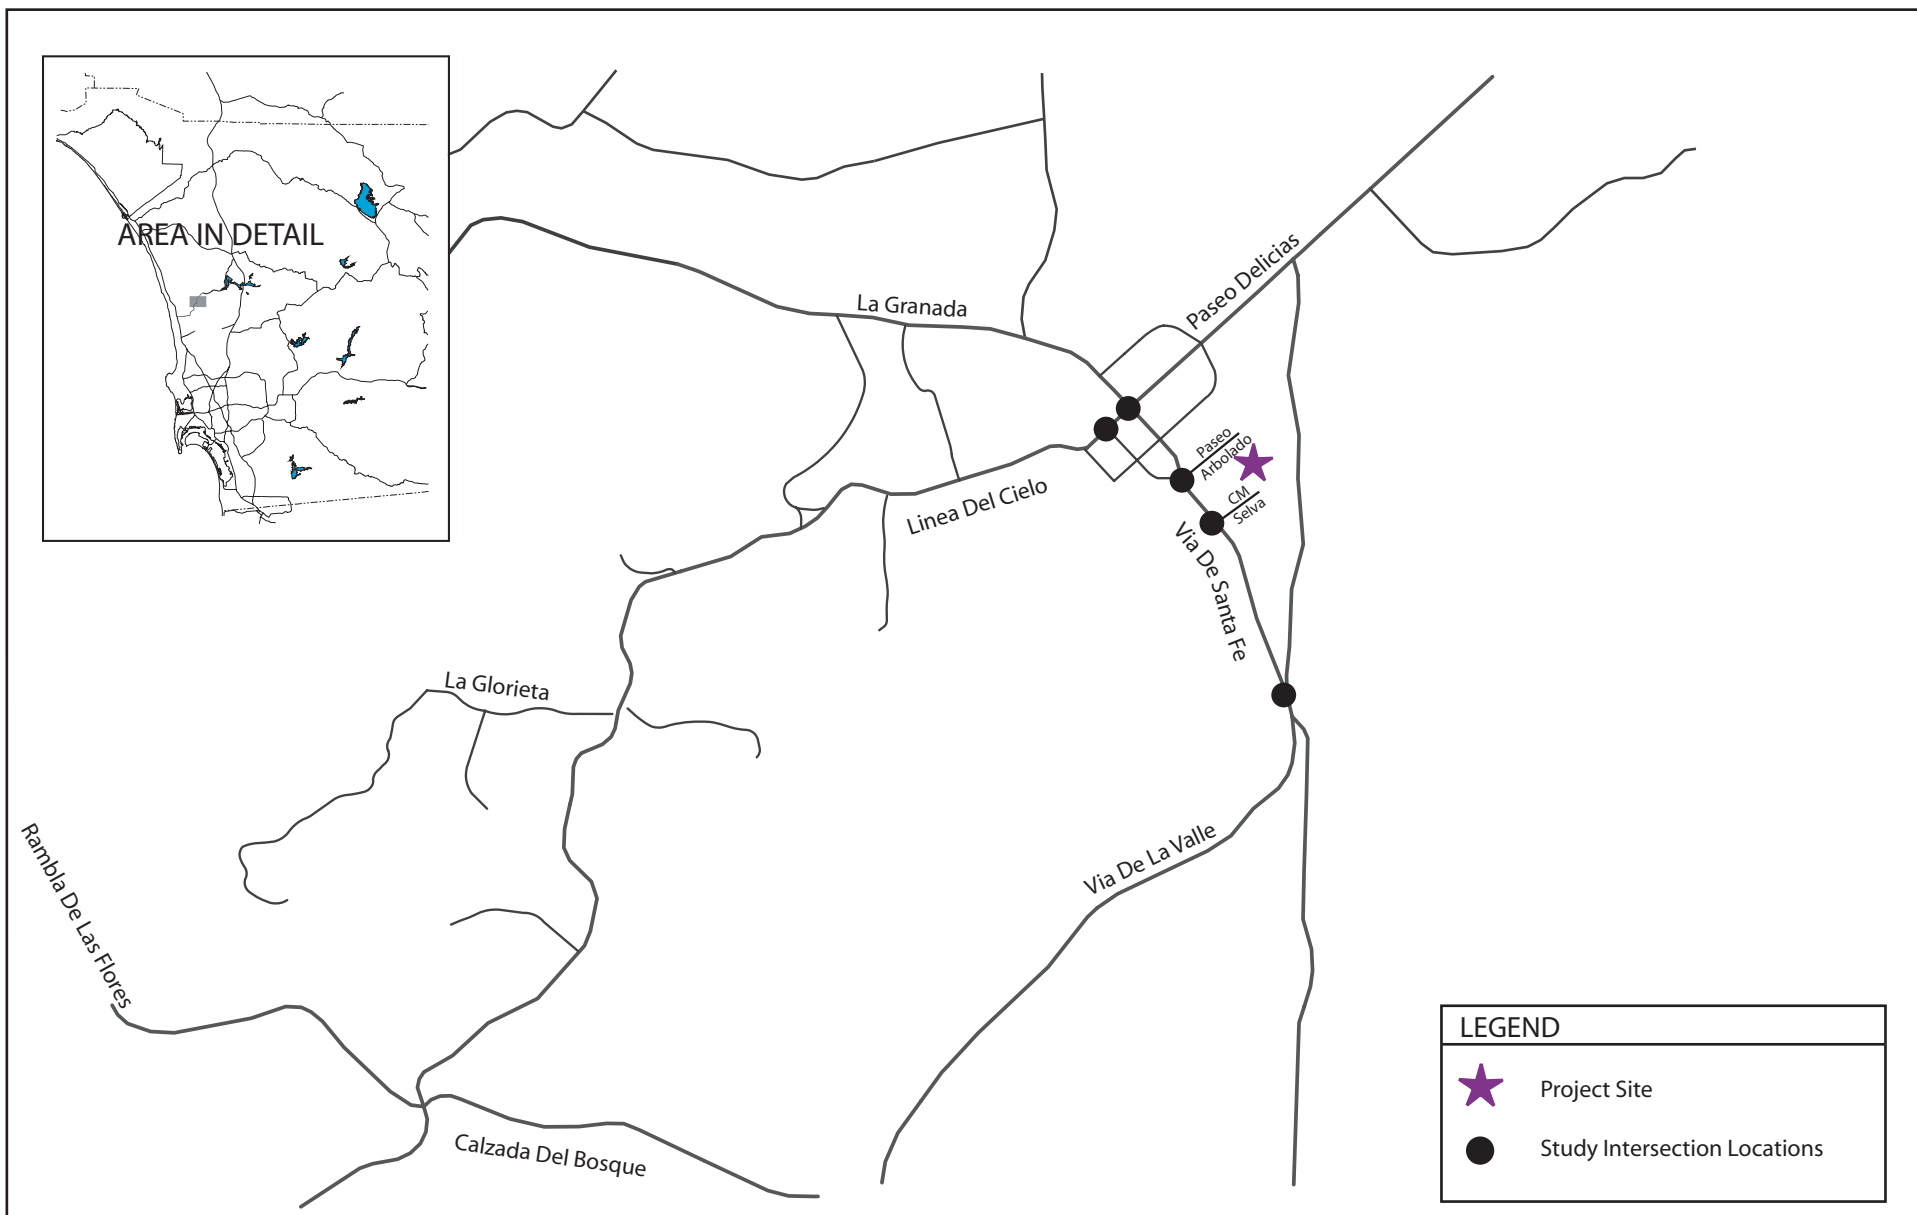 AREA IN DETAIL
Paseo Delicias
La Granada
Paseo
Arbolado
CM
Selva
Linea Del Cielo
Via De Santa Fe
La Glorieta
Via De La Valle
Rambla De Las Flores
Calzada Del Bosque
LEGEND
Project Site
Study Intersection Locations